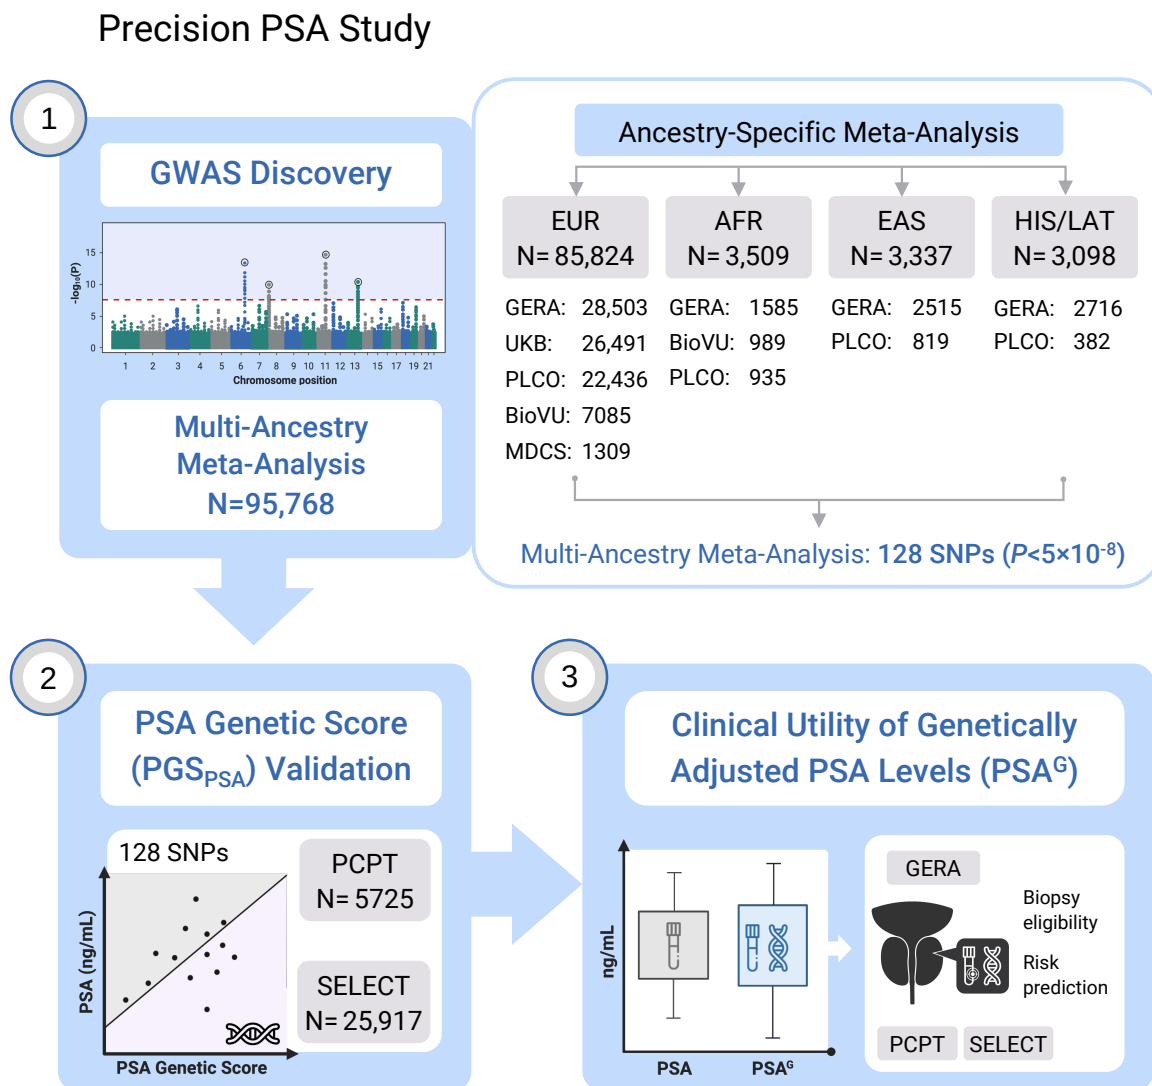 Precision PSA Study
1
GWAS Discovery
-log10(P)
15
10
5
0
1 2 3 4 5 6 7 8 9 11 13 15 17 19 21
Chromosome position
Multi-Ancestry
Meta-Analysis
N=95,768
Ancestry-Specific Meta-Analysis
EUR
N= 85,824
GERA: 28,503
UKB: 26,491
PLCO: 22,436
BioVU: 7085
MDCS: 1309
AFR
N= 3,509
GERA: 1585
BioVU: 989
PLCO: 935
EAS
N= 3,337
GERA: 2515
PLCO: 819
HIS/LAT
N= 3,098
GERA: 2716
PLCO: 382
Multi-Ancestry Meta-Analysis: 128 SNPs (P<5×10-8)
2
PSA Genetic Score
(PGSPSA) Validation
128 SNPs
PSA (ng/mL)
PSA Genetic Score
PCPT
N= 5725
SELECT
N= 25,917
3
Clinical Utility of Genetically
Adjusted PSA Levels (PSAG)
ng/mL
PSA PSAG
GERA
Biopsy
eligibility
Risk
prediction
PCPT SELECT